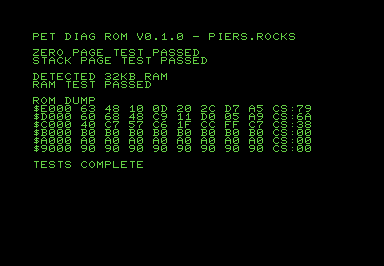 PET DIAG ROM V0.1.0 - PIERS.ROCKS
ZERO PAGE TEST PASSED
STACK PAGE TEST PASSED
DETECTED 32KB RAM
RAM TEST PASSED
ROM DUMP
$E000 63 48 10 0D 20 2C D7 A5 CS:79
$D000 60 68 48 C9 11 D0 05 A9 CS:6A
$C000 40 C7 57 C6 1F CC FF C7 CS:38
$B000 B0 B0 B0 B0 B0 B0 B0 B0 CS:00
$A000 A0 A0 A0 A0 A0 A0 A0 A0 CS:00
$9000 90 90 90 90 90 90 90 90 CS:00
TESTS COMPLETE